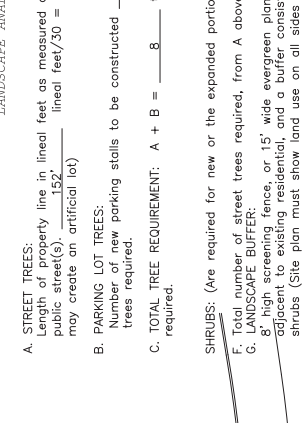 LANDSCAPE
A. STREET TREES:
Length of property line in lineal feet as measured
public street(s). 152' lineal feet/30 =
may create an artificial lot)
B. PARKING LOT TREES:
Number of new parking stalls to be constructed
trees required.
C. TOTAL TREE REQUIREMENT: A + B = 8
required.
SHRUBS: (Are required for new or the expanded portio
F. Total number of street trees required, from A abov
G. LANDSCAPE BUFFER:
8' high screening fence, or 15' wide evergreen plan
adjacent to existing residential, and a buffer consis
shrubs (Site plan must show land use on all sides